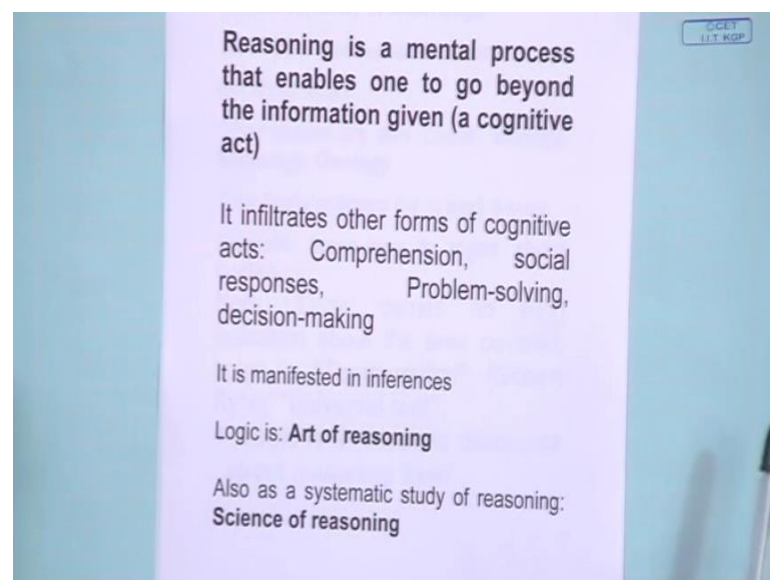 CET
I.I.T KGP
Reasoning is a mental process
that enables one to go beyond
the information given (a cognitive
act)
It infiltrates other forms of cognitive
acts: Comprehension, social
responses, Problem-solving,
decision-making
It is manifested in inferences
Logic is: Art of reasoning
Also as a systematic study of reasoning:
Science of reasoning